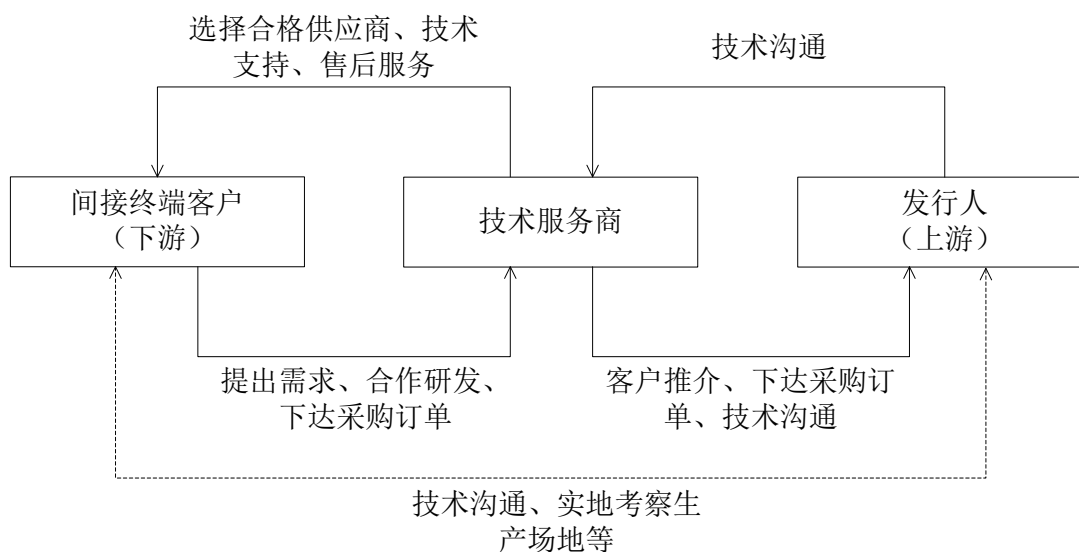 选择合格供应商、技术
支持、售后服务
技术沟通
间接终端客户
（下游）
技术服务商
发行人
（上游）
提出需求、合作研发、
下达采购订单
客户推介、下达采购订
单、技术沟通
技术沟通、实地考察生
产场地等